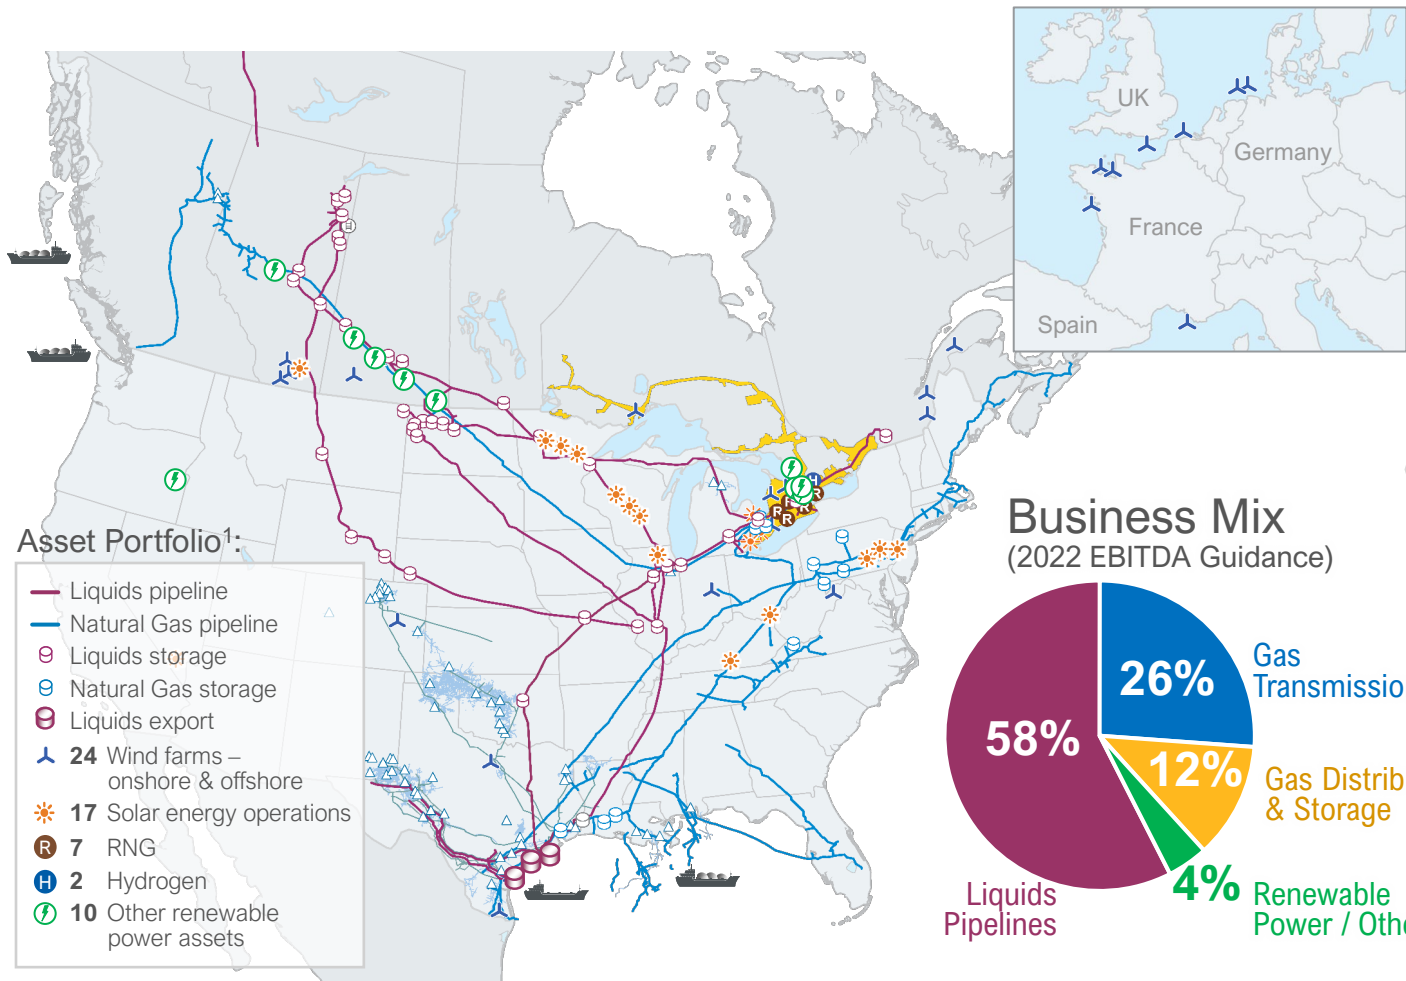 UK
Germany
France
Spain
Asset Portfolio¹:
Liquids pipeline
Natural Gas pipeline
Liquids storage
Natural Gas storage
Liquids export
24 Wind farms –
onshore & offshore
17 Solar energy operations
R 7 RNG
H 2 Hydrogen
10 Other renewable
power assets
H
R
R
R
R
R
Business Mix
(2022 EBITDA Guidance)
26%
Gas
Transmissio
58%
12%
Gas Distrib
& Storage
4%
Renewable
Power / Othe
Liquids
Pipelines